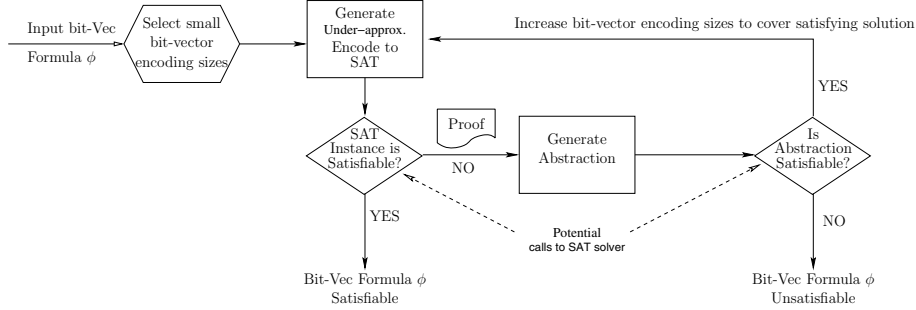 Input bit-Vec
Formula ϕ
Select small
bit-vector
encoding sizes
Generate
Under-approx.
Encode to
SAT
Increase bit-vector encoding sizes to cover satisfying solution
YES
SAT
Instance is
Satisfiable?
Proof
NO
Generate
Abstraction
Is
Abstraction
Satisfiable?
YES
NO
Potential
calls to SAT solver
Bit-Vec Formula ϕ
Satisfiable
Bit-Vec Formula ϕ
Unsatisfiable